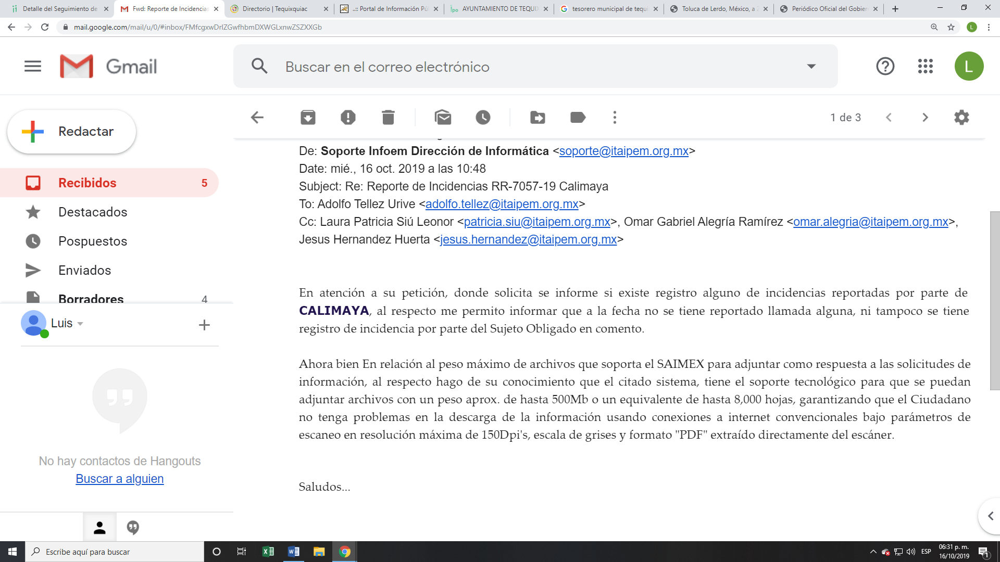 Detalle del Seguimiento de
Fwd: Reporte de Incidencias
Directorio | Tequixquiac
..:: Portal de Información Pú
AYUNTAMIENTO DE TEQUI
tesorero municipal de tequi
Toluca de Lerdo, México, a
Periódico Oficial del Gobier
mail.google.com/mail/u/0/#inbox/FMfcgxwDrlZGwfhbmDXWGLxnwZSZXXGb
L
Gmail
Buscar en el correo electrónico
L
Redactar
1 de 3
Recibidos 5
Destacados
Pospuestos
Enviados
Borradores 4
Luis
No hay contactos de Hangouts
Buscar a alguien
De: Soporte Infoem Dirección de Informática <soporte@itaipem.org.mx>
Date: mié., 16 oct. 2019 a las 10:48
Subject: Re: Reporte de Incidencias RR-7057-19 Calimaya
To: Adolfo Tellez Urive <adolfo.tellez@itaipem.org.mx>
Cc: Laura Patricia Siú Leonor <patricia.siu@itaipem.org.mx>, Omar Gabriel Alegría Ramírez <omar.alegria@itaipem.org.mx>,
Jesus Hernandez Huerta <jesus.hernandez@itaipem.org.mx>
En atención a su petición, donde solicita se informe si existe registro alguno de incidencias reportadas por parte de
CALIMAYA, al respecto me permito informar que a la fecha no se tiene reportado llamada alguna, ni tampoco se tiene
registro de incidencia por parte del Sujeto Obligado en comento.
Ahora bien En relación al peso máximo de archivos que soporta el SAIMEX para adjuntar como respuesta a las solicitudes de
información, al respecto hago de su conocimiento que el citado sistema, tiene el soporte tecnológico para que se puedan
adjuntar archivos con un peso aprox. de hasta 500Mb o un equivalente de hasta 8,000 hojas, garantizando que el Ciudadano
no tenga problemas en la descarga de la información usando conexiones a internet convencionales bajo parámetros de
escaneo en resolución máxima de 150Dpi's, escala de grises y formato "PDF" extraído directamente del escáner.
Saludos...
Escribe aquí para buscar
ESP
06:31 p. m.
16/10/2019
1